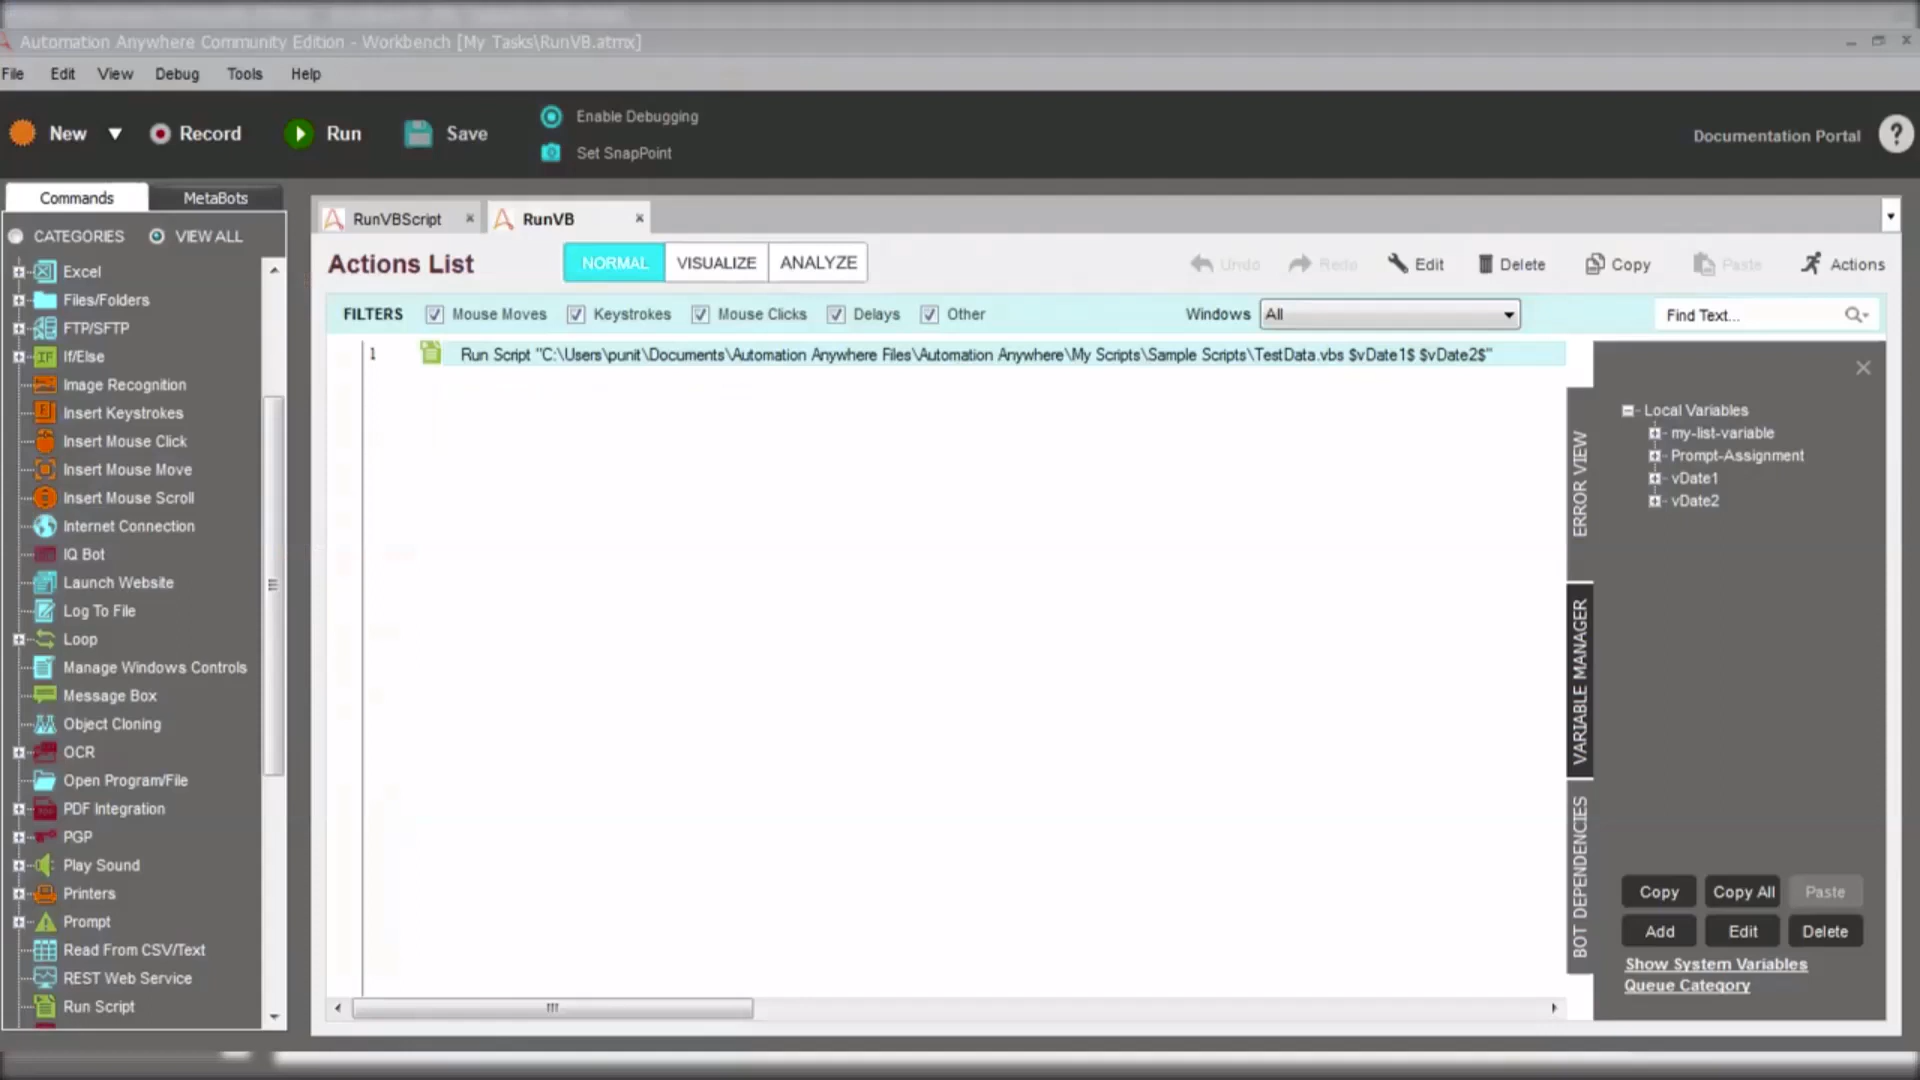 Automation Anywhere Community Edition - Workbench [My Tasks\RunVB.atmx]
File Edit View Debug Tools Help
New Record Run Save
Enable Debugging
Set SnapPoint
Documentation Portal ?
Commands MetaBots
CATEGORIES VIEW ALL
Excel
Files/Folders
FTP/SFTP
IF If/Else
Image Recognition
Insert Keystrokes
Insert Mouse Click
Insert Mouse Move
Insert Mouse Scroll
Internet Connection
IQ Bot
Launch Website
Log To File
Loop
Manage Windows Controls
Message Box
Object Cloning
OCR
Open Program/File
PDF Integration
PGP
Play Sound
Printers
Prompt
Read From CSV/Text
REST Web Service
Run Script
RunVBScript RunVB
Actions List NORMAL VISUALIZE ANALYZE
Undo Redo Edit Delete Copy Paste Actions
FILTERS Mouse Moves Keystrokes Mouse Clicks Delays Other Windows All Find Text...
1 Run Script "C:\Users\punit\Documents\Automation Anywhere Files\Automation Anywhere\My Scripts\Sample Scripts\TestData.vbs $vDate1$ $vDate2$"
ERROR VIEW
VARIABLE MANAGER
BOT DEPENDENCIES
Local Variables
my-list-variable
Prompt-Assignment
vDate1
vDate2
Copy Copy All Paste
Add Edit Delete
Show System Variables
Queue Category